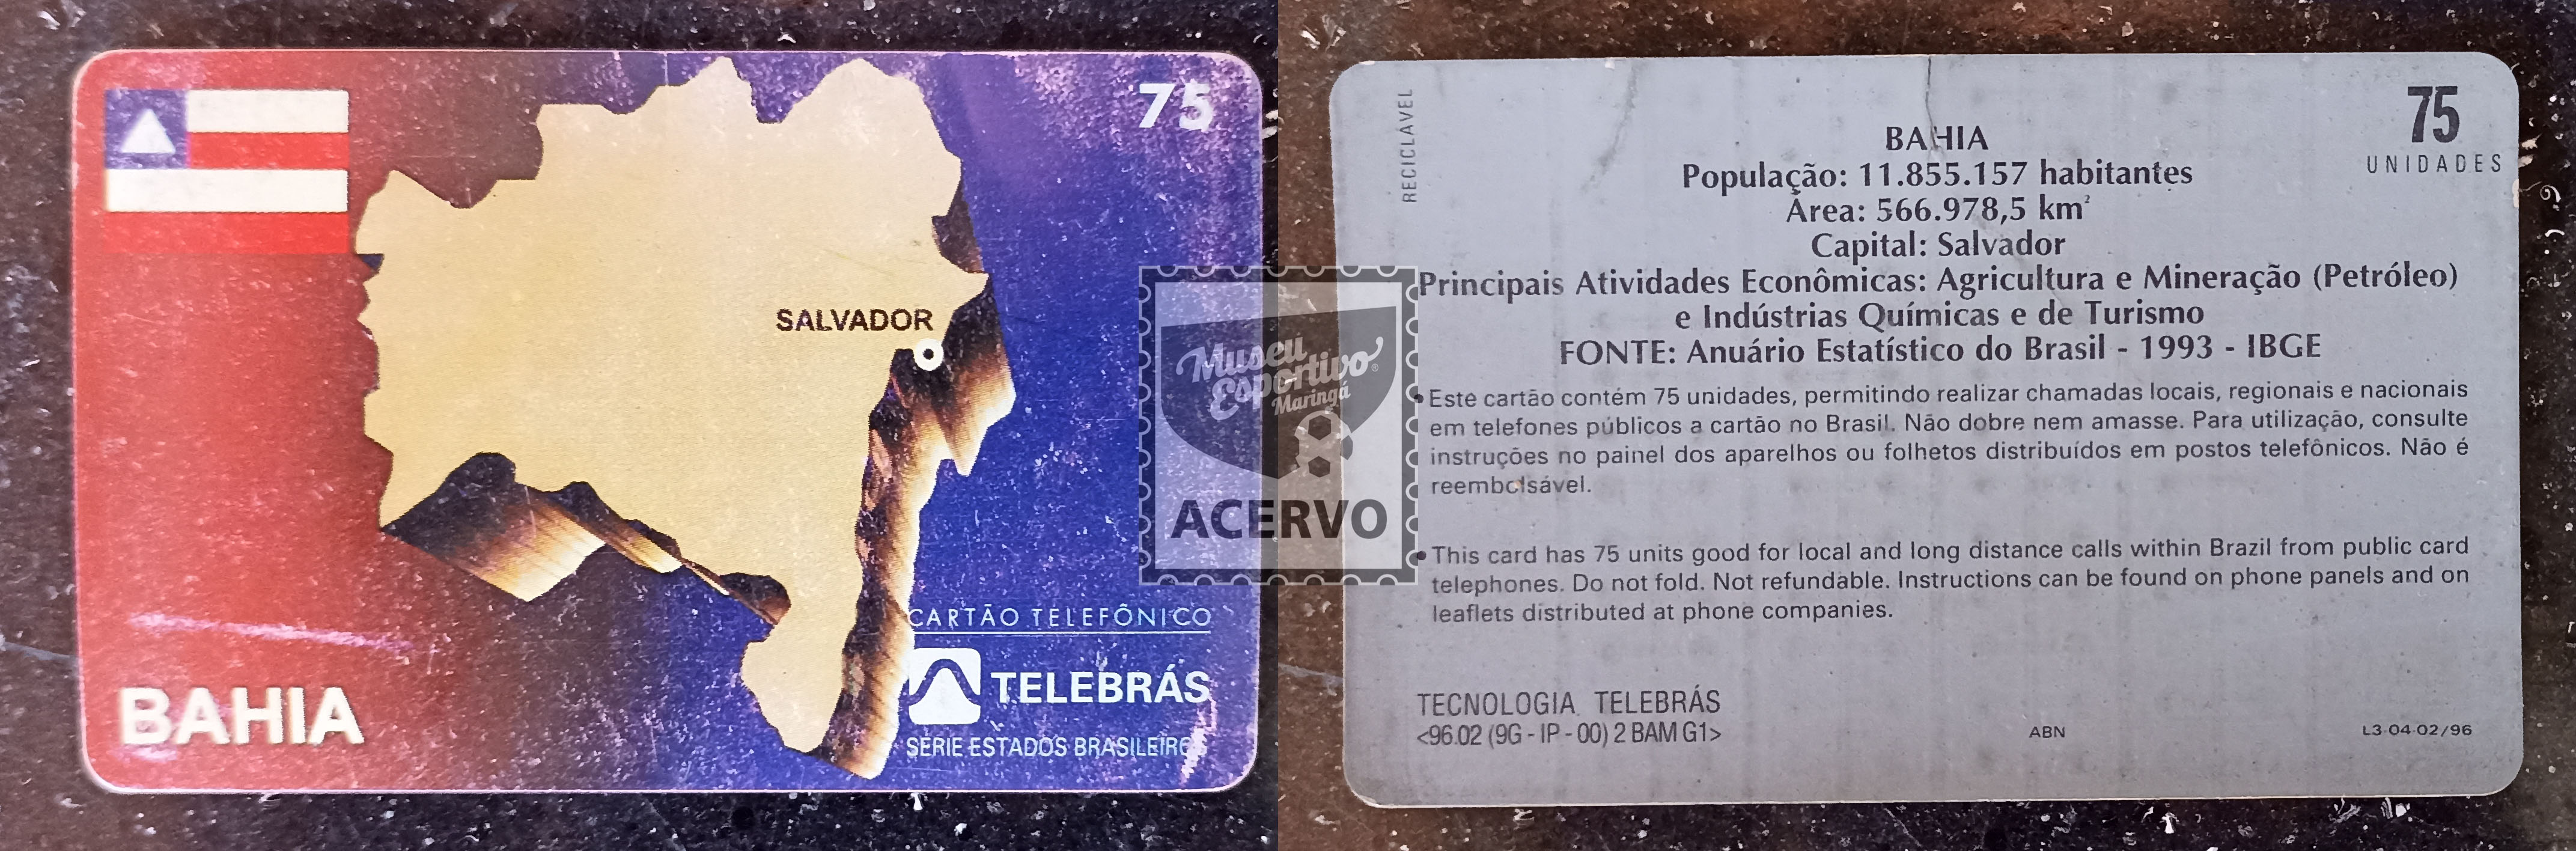 75
SALVADOR
CARTÃO TELEFÔNICO
TELEBRÁS
SÉRIE ESTADOS BRASILEIROS
BAHIA
Museu
Esportivo®
Maringá
ACERVO
RECICLÁVEL
75
UNIDADES
BAHIA
População: 11.855.157 habitantes
Área: 566.978,5 km²
Capital: Salvador
Principais Atividades Econômicas: Agricultura e Mineração (Petróleo)
e Indústrias Químicas e de Turismo
FONTE: Anuário Estatístico do Brasil - 1993 - IBGE
• Este cartão contém 75 unidades, permitindo realizar chamadas locais, regionais e nacionais
em telefones públicos a cartão no Brasil. Não dobre nem amasse. Para utilização, consulte
instruções no painel dos aparelhos ou folhetos distribuídos em postos telefônicos. Não é
reembolsável.
• This card has 75 units good for local and long distance calls within Brazil from public card
telephones. Do not fold. Not refundable. Instructions can be found on phone panels and on
leaflets distributed at phone companies.
TECNOLOGIA TELEBRÁS
<96.02 (9G - IP - 00) 2 BAM G1>
ABN
L3-04-02/96